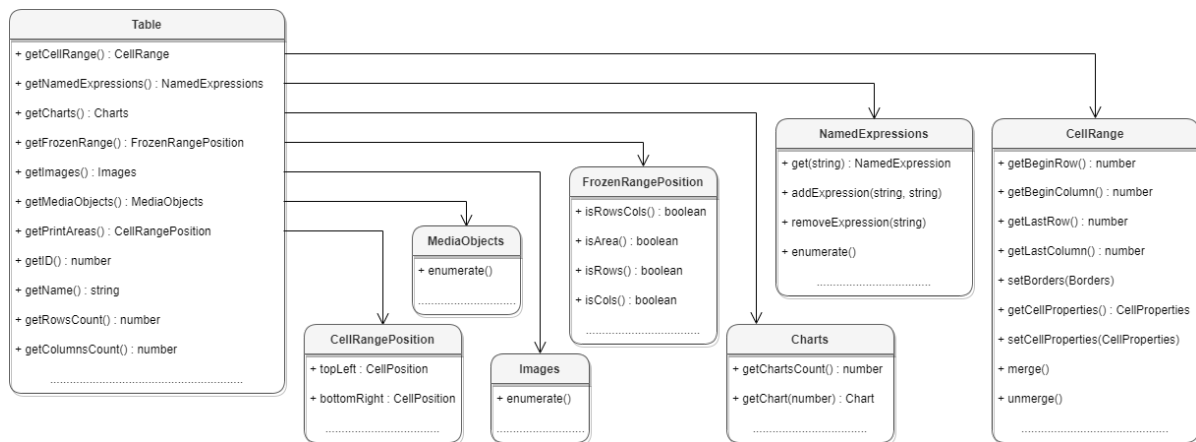 Table
+ getCellRange() : CellRange
+ getNamedExpressions() : NamedExpressions
+ getCharts() : Charts
+ getFrozenRange() : FrozenRangePosition
+ getImages() : Images
+ getMediaObjects() : MediaObjects
+ getPrintAreas() : CellRangePosition
+ getID() : number
+ getName() : string
+ getRowsCount() : number
+ getColumnsCount() : number
CellRangePosition
+ topLeft : CellPosition
+ bottomRight : CellPosition
MediaObjects
+ enumerate()
Images
+ enumerate()
FrozenRangePosition
+ isRowsCols() : boolean
+ isArea() : boolean
+ isRows() : boolean
+ isCols() : boolean
Charts
+ getChartsCount() : number
+ getChart(number) : Chart
NamedExpressions
+ get(string) : NamedExpression
+ addExpression(string, string)
+ removeExpression(string)
+ enumerate()
CellRange
+ getBeginRow() : number
+ getBeginColumn() : number
+ getLastRow() : number
+ getLastColumn() : number
+ setBorders(Borders)
+ getCellProperties() : CellProperties
+ setCellProperties(CellProperties)
+ merge()
+ unmerge()